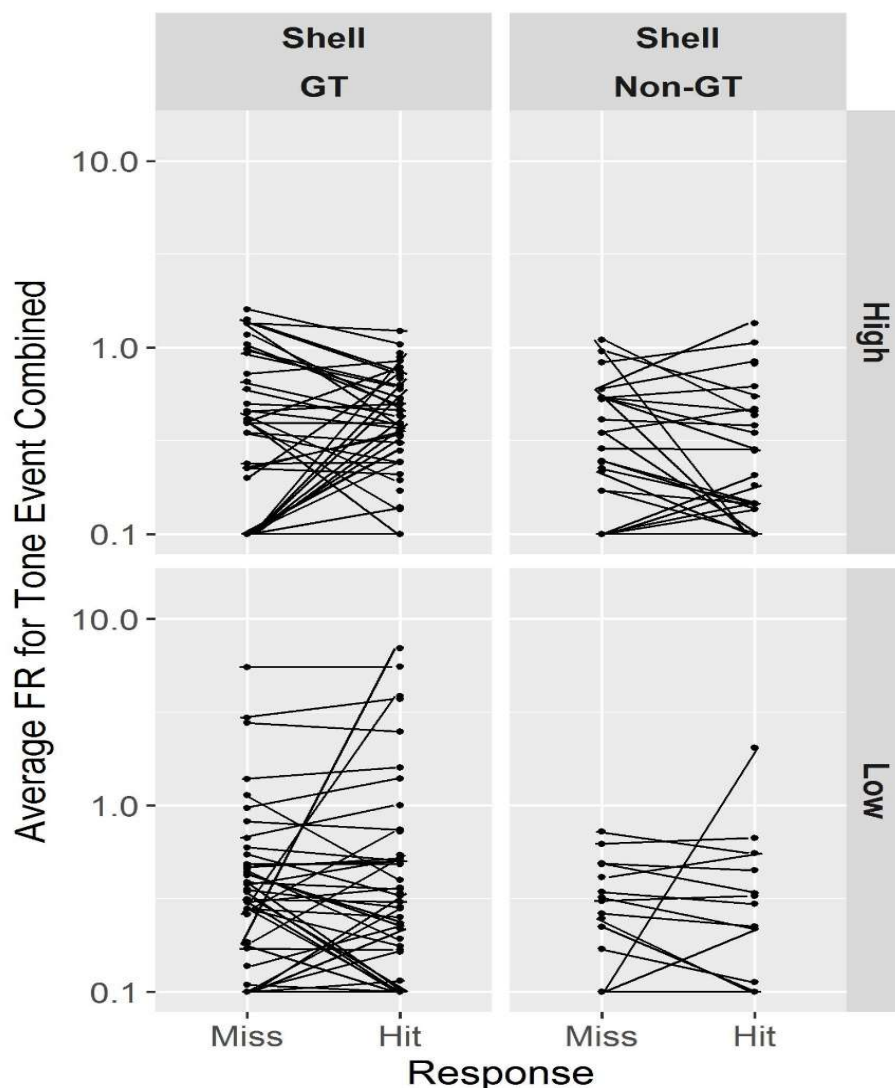 Shell
GT
Shell
Non-GT
Average FR for Tone Event Combined
10.0
1.0
0.1
High
10.0
1.0
0.1
Low
Miss
Hit
Miss
Hit
Response